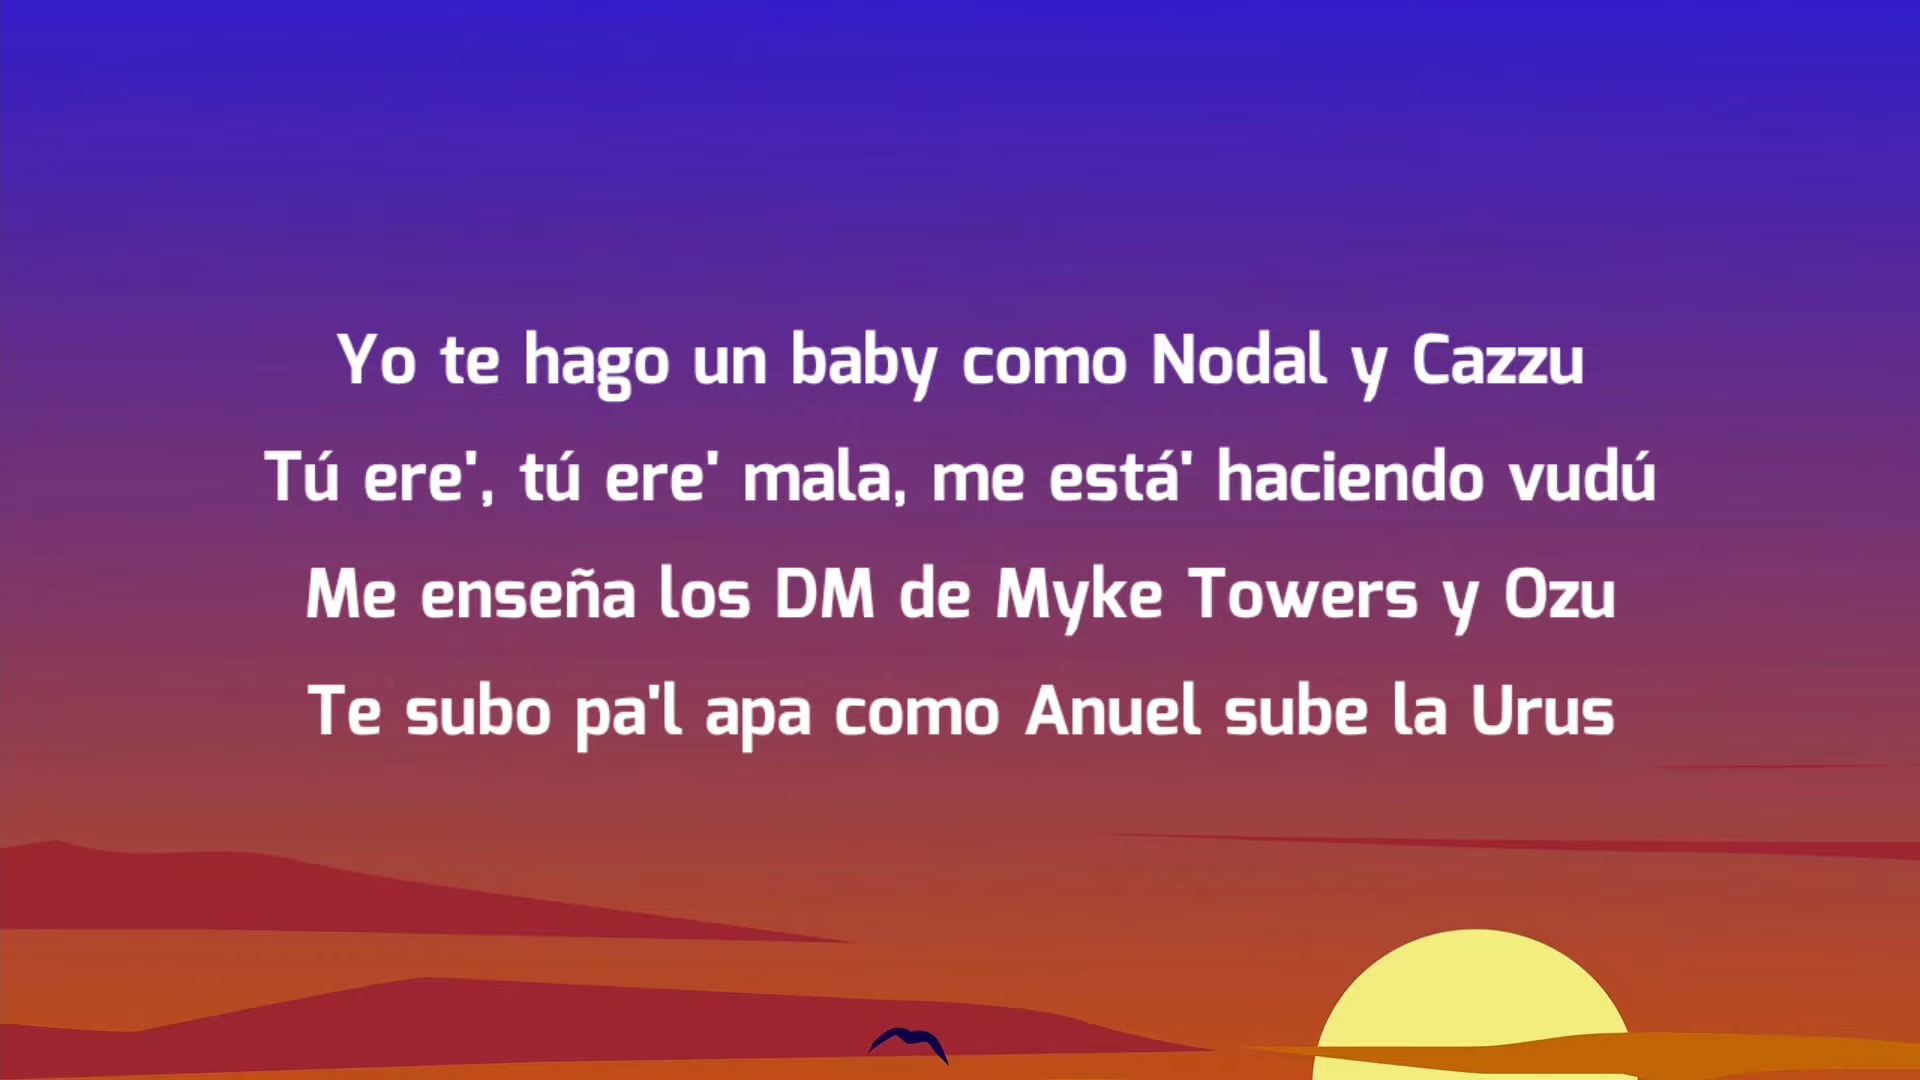 Yo te hago un baby como Nodal y Cazzu
Tú ere', tú ere' mala, me está' haciendo vudú
Me enseña los DM de Myke Towers y Ozu
Te subo pa'l apa como Anuel sube la Urus